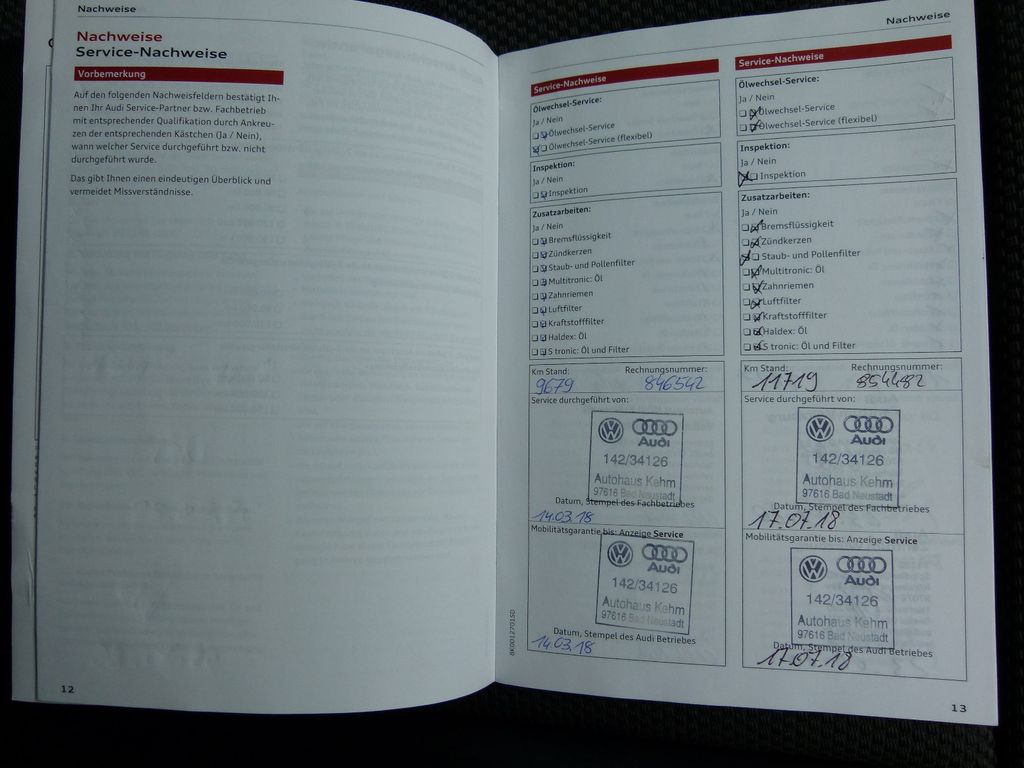 Nachweise
Nachweise
Service-Nachweise
Vorbemerkung
Auf den folgenden Nachweisfeldern bestätigt Ih-
nen Ihr Audi Service-Partner bzw. Fachbetrieb
mit entsprechender Qualifikation durch Ankreu-
zen der entsprechenden Kästchen (Ja / Nein),
wann welcher Service durchgeführt bzw. nicht
durchgeführt wurde.
Das gibt Ihnen einen eindeutigen Überblick und
vermeidet Missverständnisse.
12
Nachweise
Service-Nachweise
Ölwechsel-Service:
Ja / Nein
Ölwechsel-Service
Ölwechsel-Service (flexibel)
Inspektion:
Ja / Nein
Inspektion
Zusatzarbeiten:
Ja / Nein
Bremsflüssigkeit
Zündkerzen
Staub- und Pollenfilter
Multitronic: Öl
Zahnriemen
Luftfilter
Kraftstofffilter
Haldex: Öl
S tronic: Öl und Filter
Km Stand: Rechnungsnummer:
9679 846542
Service durchgeführt von:
Audi
142/34126
Autohaus Kehm
97616 Bad Neustadt
Datum, Stempel des Fachbetriebes
14.03.18
Mobilitätsgarantie bis: Anzeige Service
Audi
142/34126
Autohaus Kehm
97616 Bad Neustadt
Datum, Stempel des Audi Betriebes
14.03.18
8K0012701SD
Service-Nachweise
Ölwechsel-Service:
Ja / Nein
Ölwechsel-Service
Ölwechsel-Service (flexibel)
Inspektion:
Ja / Nein
Inspektion
Zusatzarbeiten:
Ja / Nein
Bremsflüssigkeit
Zündkerzen
Staub- und Pollenfilter
Multitronic: Öl
Zahnriemen
Luftfilter
Kraftstofffilter
Haldex: Öl
S tronic: Öl und Filter
Km Stand: Rechnungsnummer:
11719 854482
Service durchgeführt von:
Audi
142/34126
Autohaus Kehm
97616 Bad Neustadt
Datum, Stempel des Fachbetriebes
17.07.18
Mobilitätsgarantie bis: Anzeige Service
Audi
142/34126
Autohaus Kehm
97616 Bad Neustadt
Datum, Stempel des Audi Betriebes
17.07.18
13